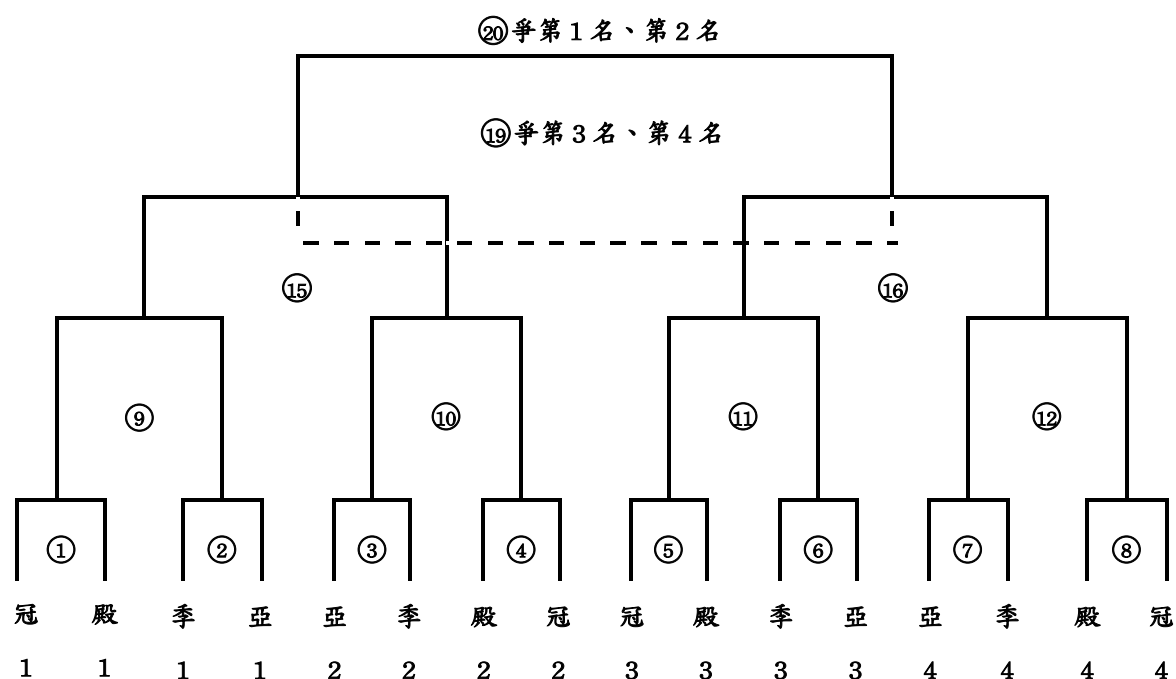 ⑳爭第1名、第2名
⑲爭第3名、第4名
⑮ ⑯
⑨ ⑩ ⑪ ⑫
① ② ③ ④ ⑤ ⑥ ⑦ ⑧
冠 殿 季 亞 亞 季 殿 冠 冠 殿 季 亞 亞 季 殿 冠
1 1 1 1 2 2 2 2 3 3 3 3 4 4 4 4